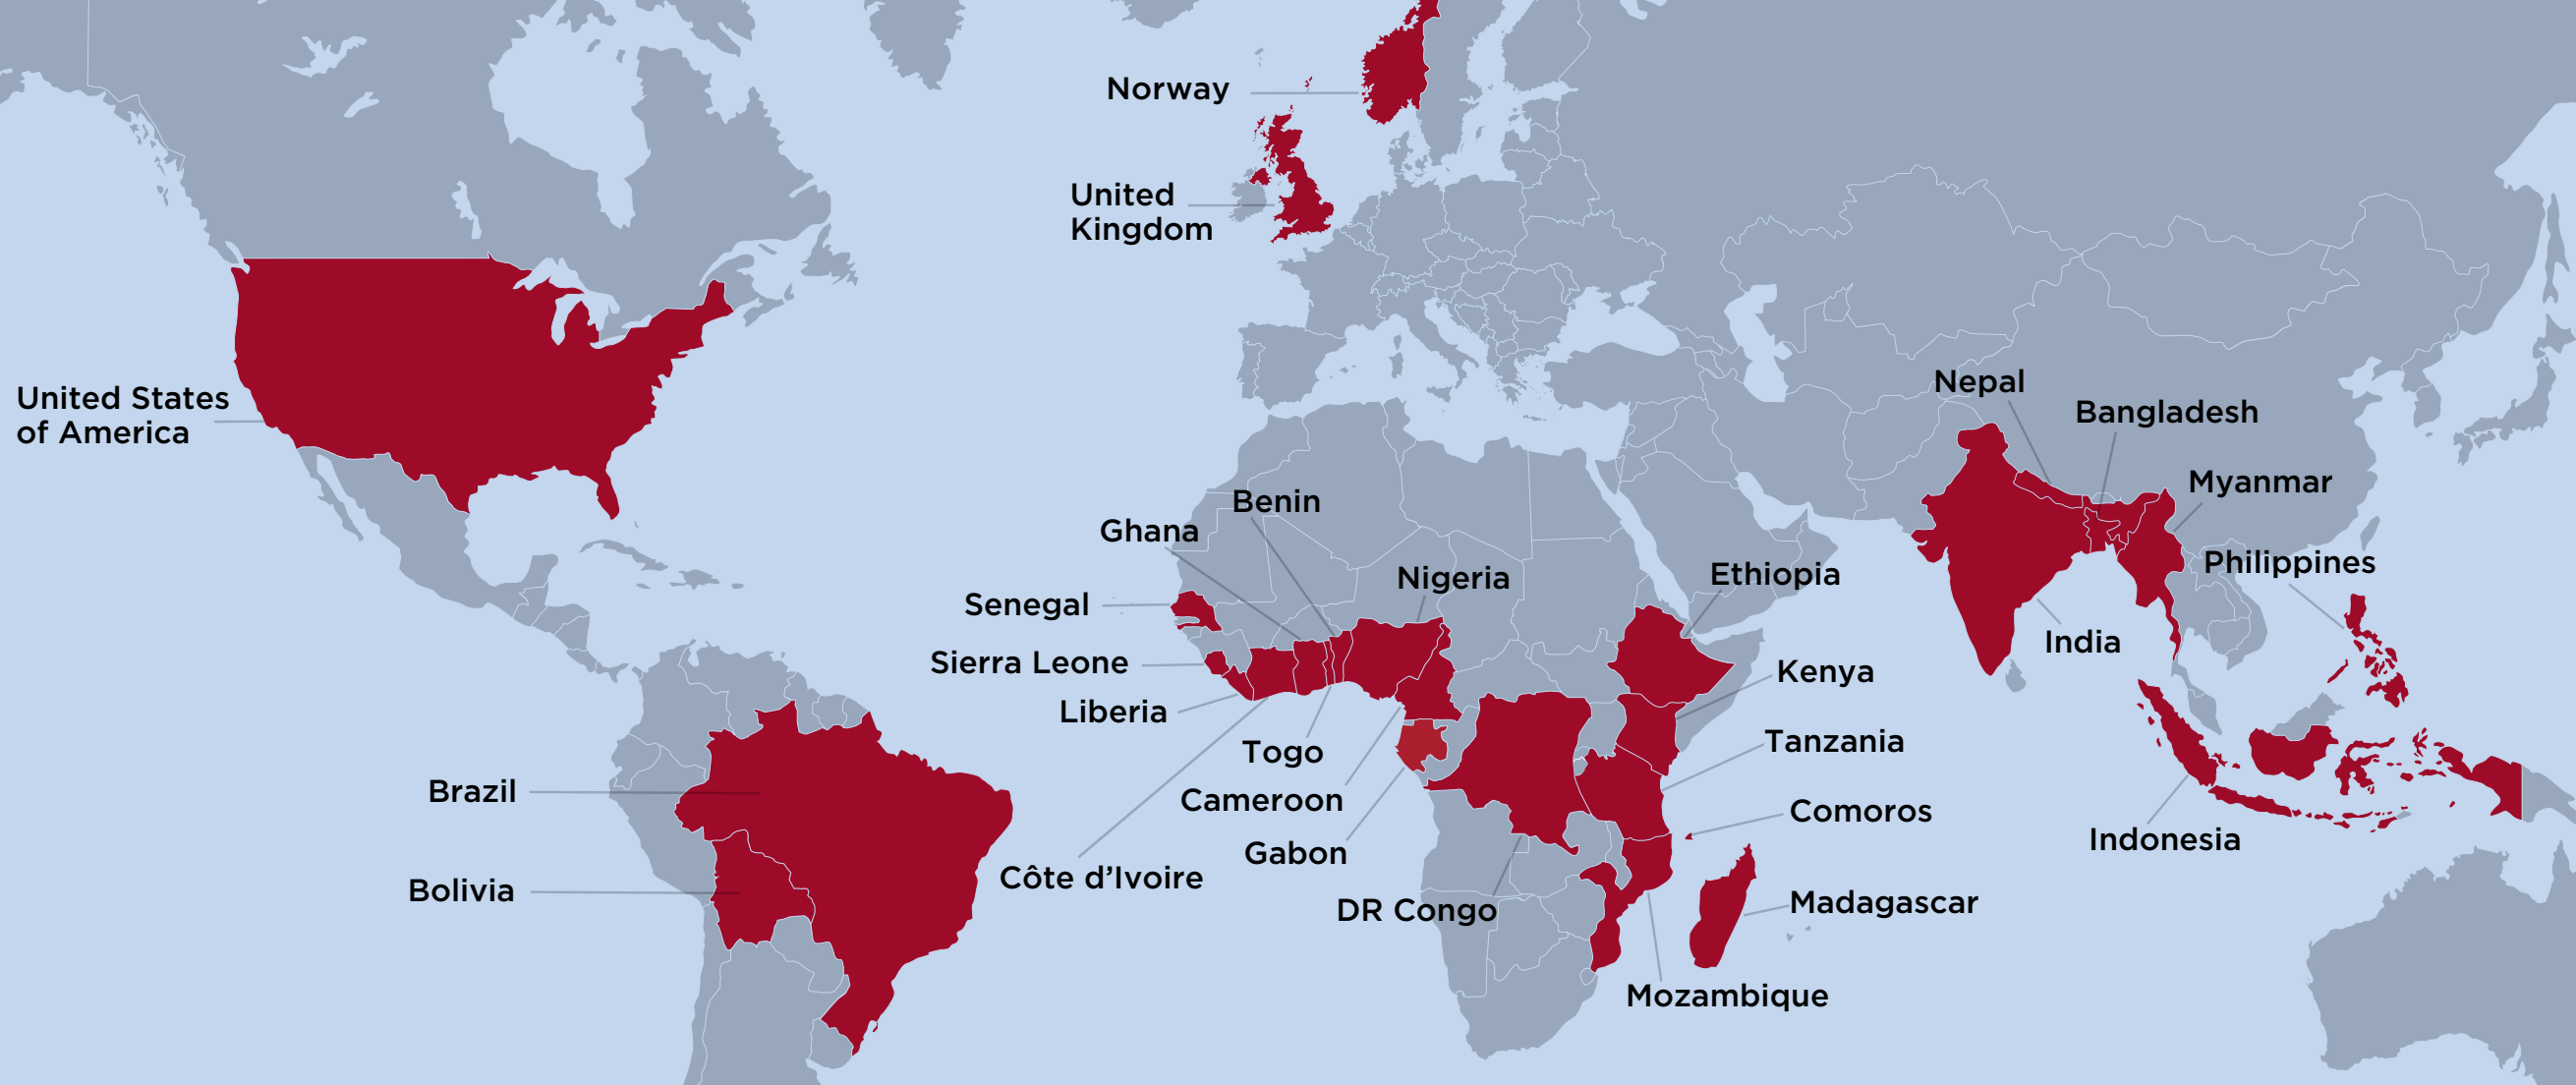 Norway
United
Kingdom
United States
of America
Nepal
Bangladesh
Myanmar
Philippines
India
Indonesia
Benin
Ghana
Nigeria
Ethiopia
Senegal
Sierra Leone
Liberia
Kenya
Togo
Tanzania
Cameroon
Comoros
Gabon
Côte d’Ivoire
DR Congo
Madagascar
Mozambique
Brazil
Bolivia